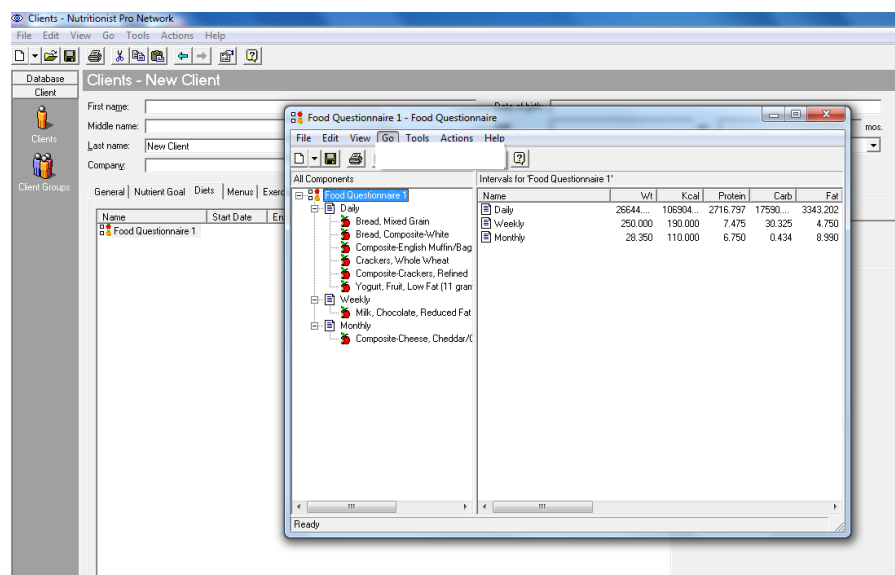 Clients - Nutritionist Pro Network
File Edit View Go Tools Actions Help
Database
Client
Clients
Client Groups
Clients - New Client
First name:
Middle name:
Last name: New Client
Company:
mos.
General Nutrient Goal Diets Menus Exerc
Name Start Date En
Food Questionnaire 1
Food Questionnaire 1 - Food Questionnaire
File Edit View Go Tools Actions Help
All Components
Food Questionnaire 1
Daily
Bread, Mixed Grain
Bread, Composite-White
Composite-English Muffin/Bag
Crackers, Whole Wheat
Composite-Crackers, Refined
Yogurt, Fruit, Low Fat (11 gram
Weekly
Milk, Chocolate, Reduced Fat
Monthly
Composite-Cheese, Cheddar/C
Intervals for 'Food Questionnaire 1'
Name Wt Kcal Protein Carb Fat
Daily 26644.... 106904... 2716.797 17590.... 3343.202
Weekly 250.000 190.000 7.475 30.325 4.750
Monthly 28.350 110.000 6.750 0.434 8.990
Ready